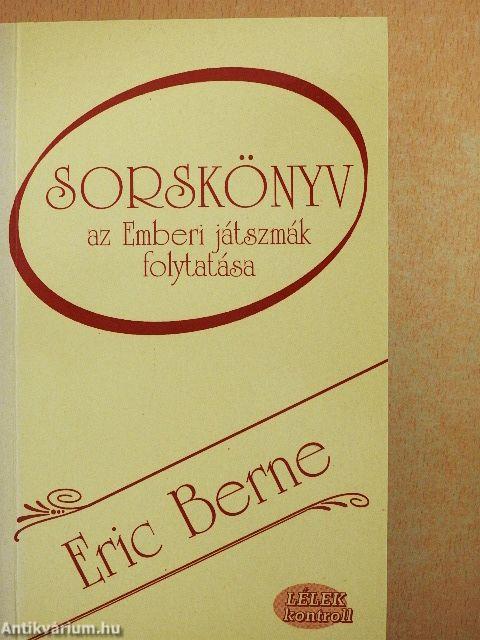 SORSKÖNYV
az Emberi játszmák
folytatása
Eric Berne
LÉLEK
kontroll
Antikvárium.hu